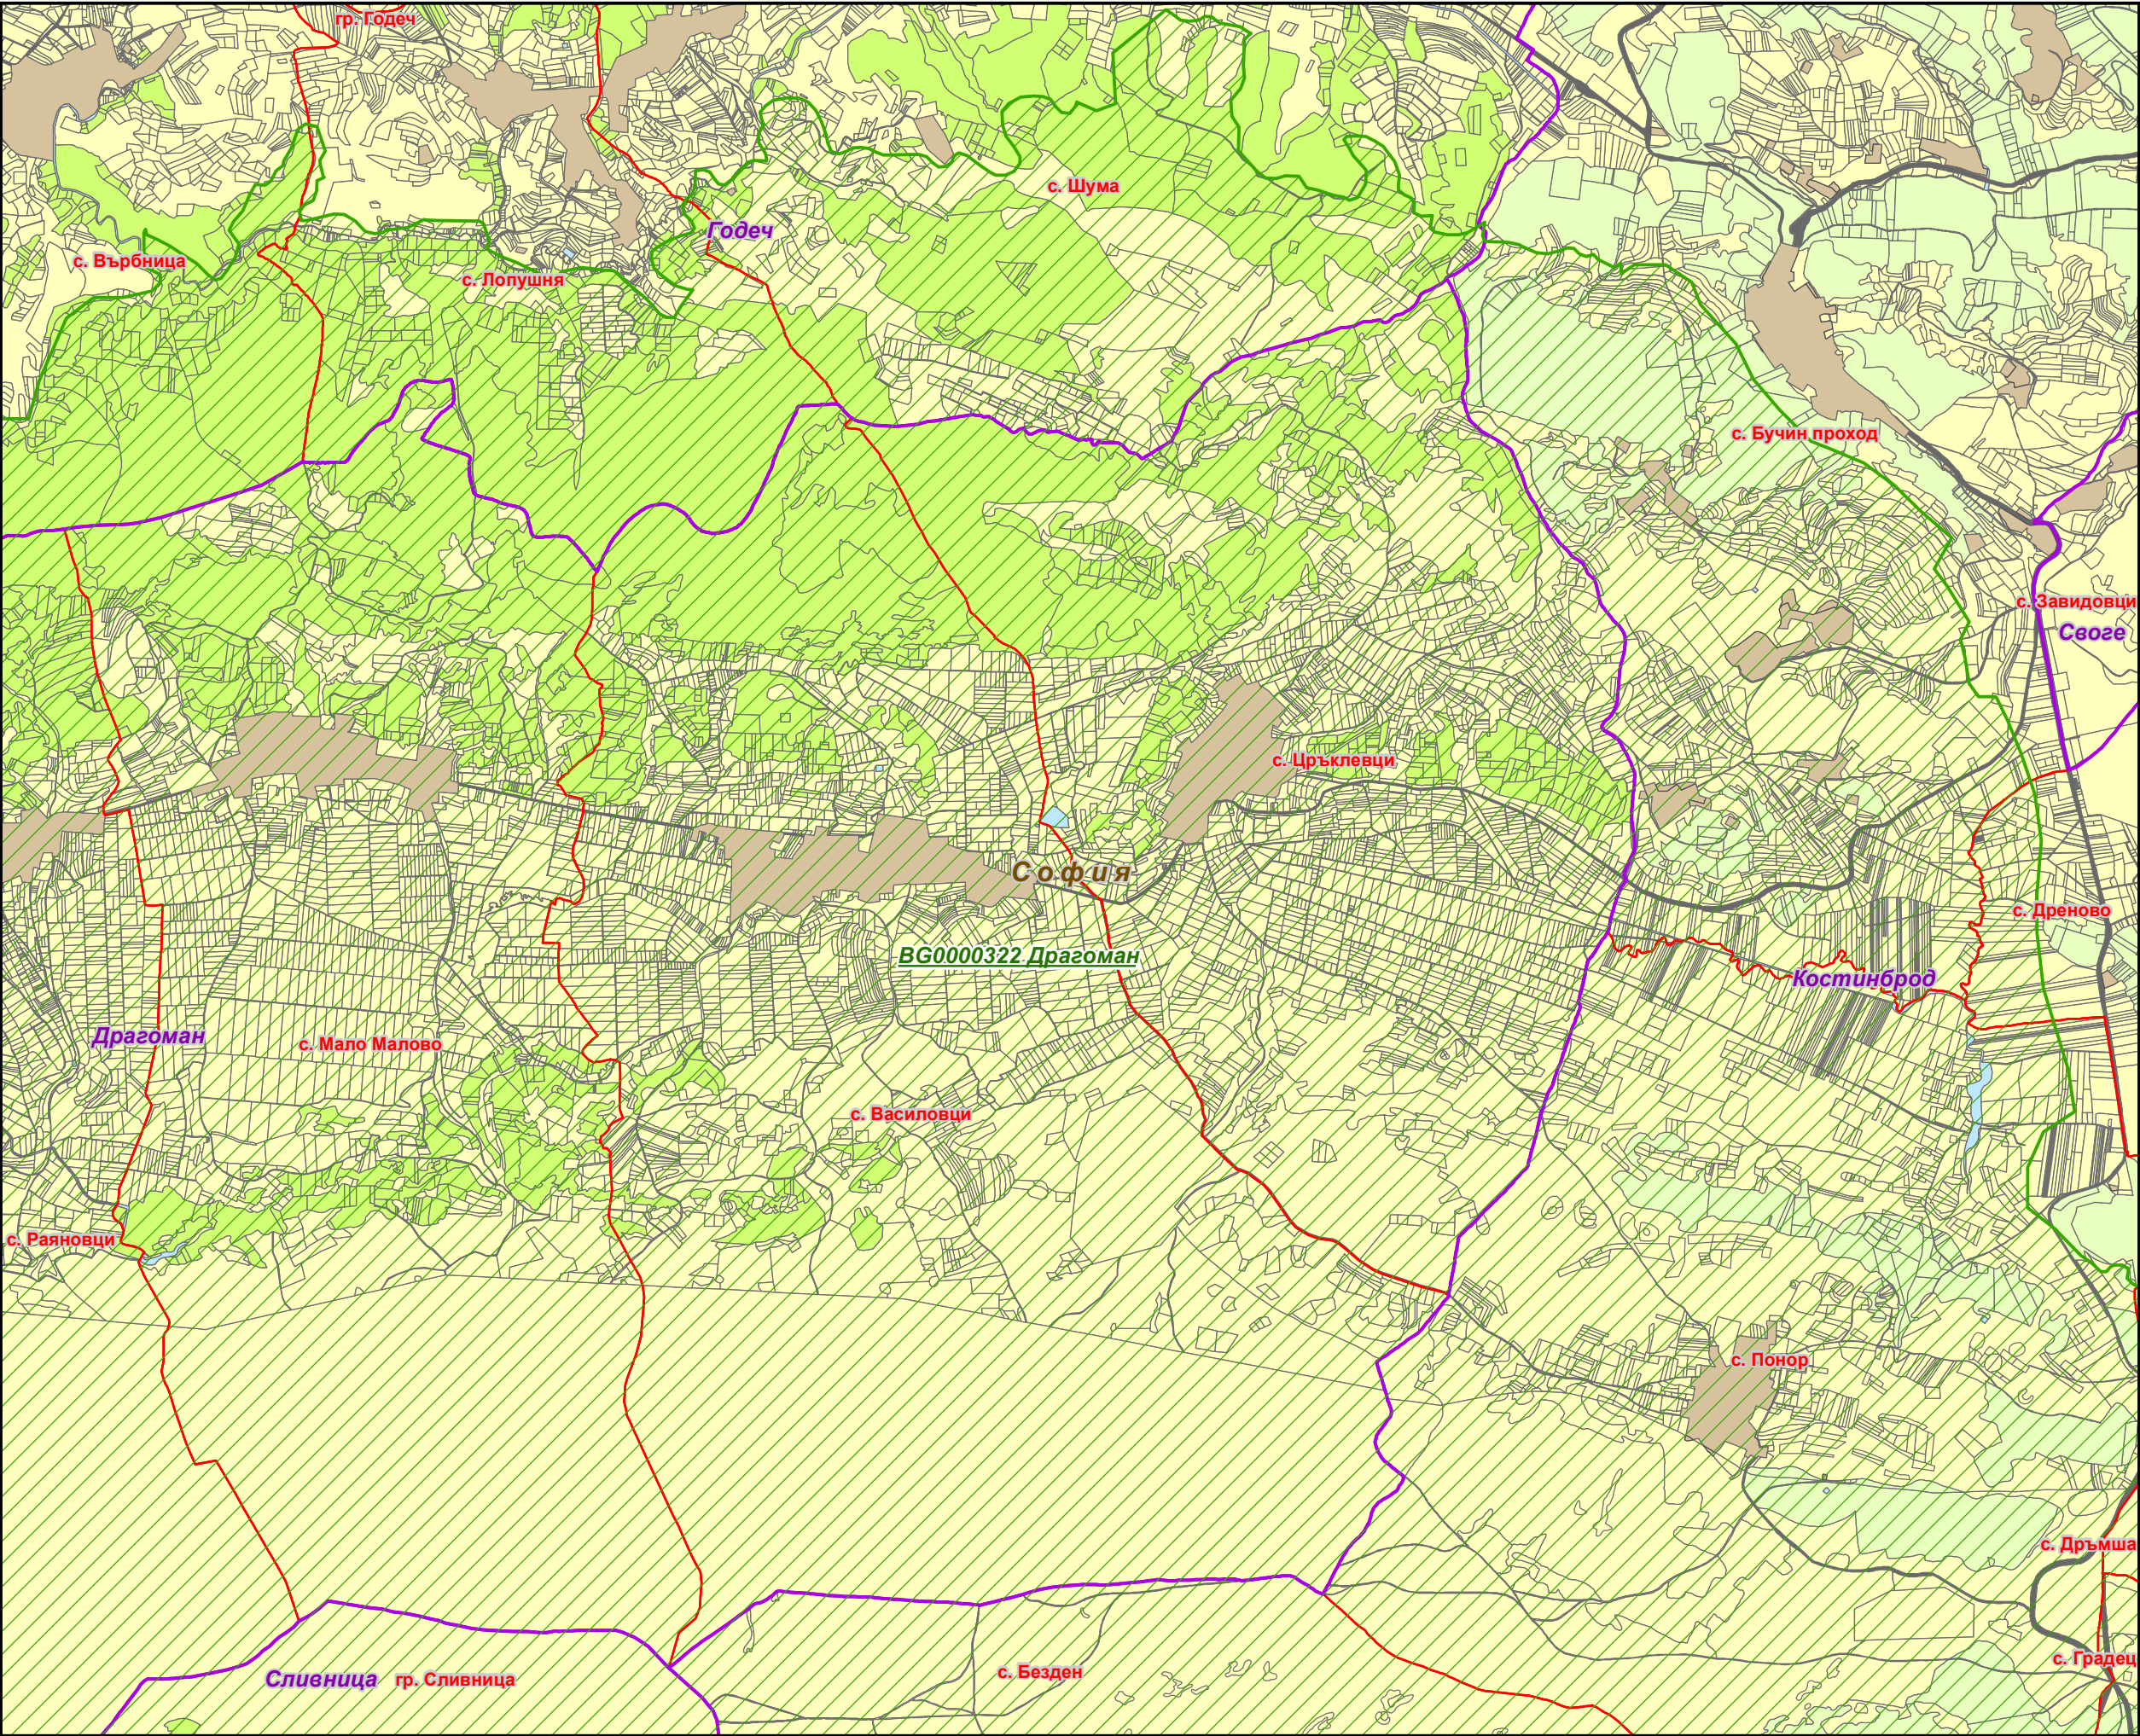 гр. Годеч
с. Шума
Годеч
с. Върбница
с. Лопушня
с. Бучин проход
с. Завидовци
Своге
с. Цръклевци
София
с. Дреново
BG0000322 Драгоман
Костинброд
Драгоман
с. Мало Малово
с. Василовци
с. Раяновци
с. Понор
с. Дръмша
с. Градец
с. Безден
Сливница
гр. Сливница